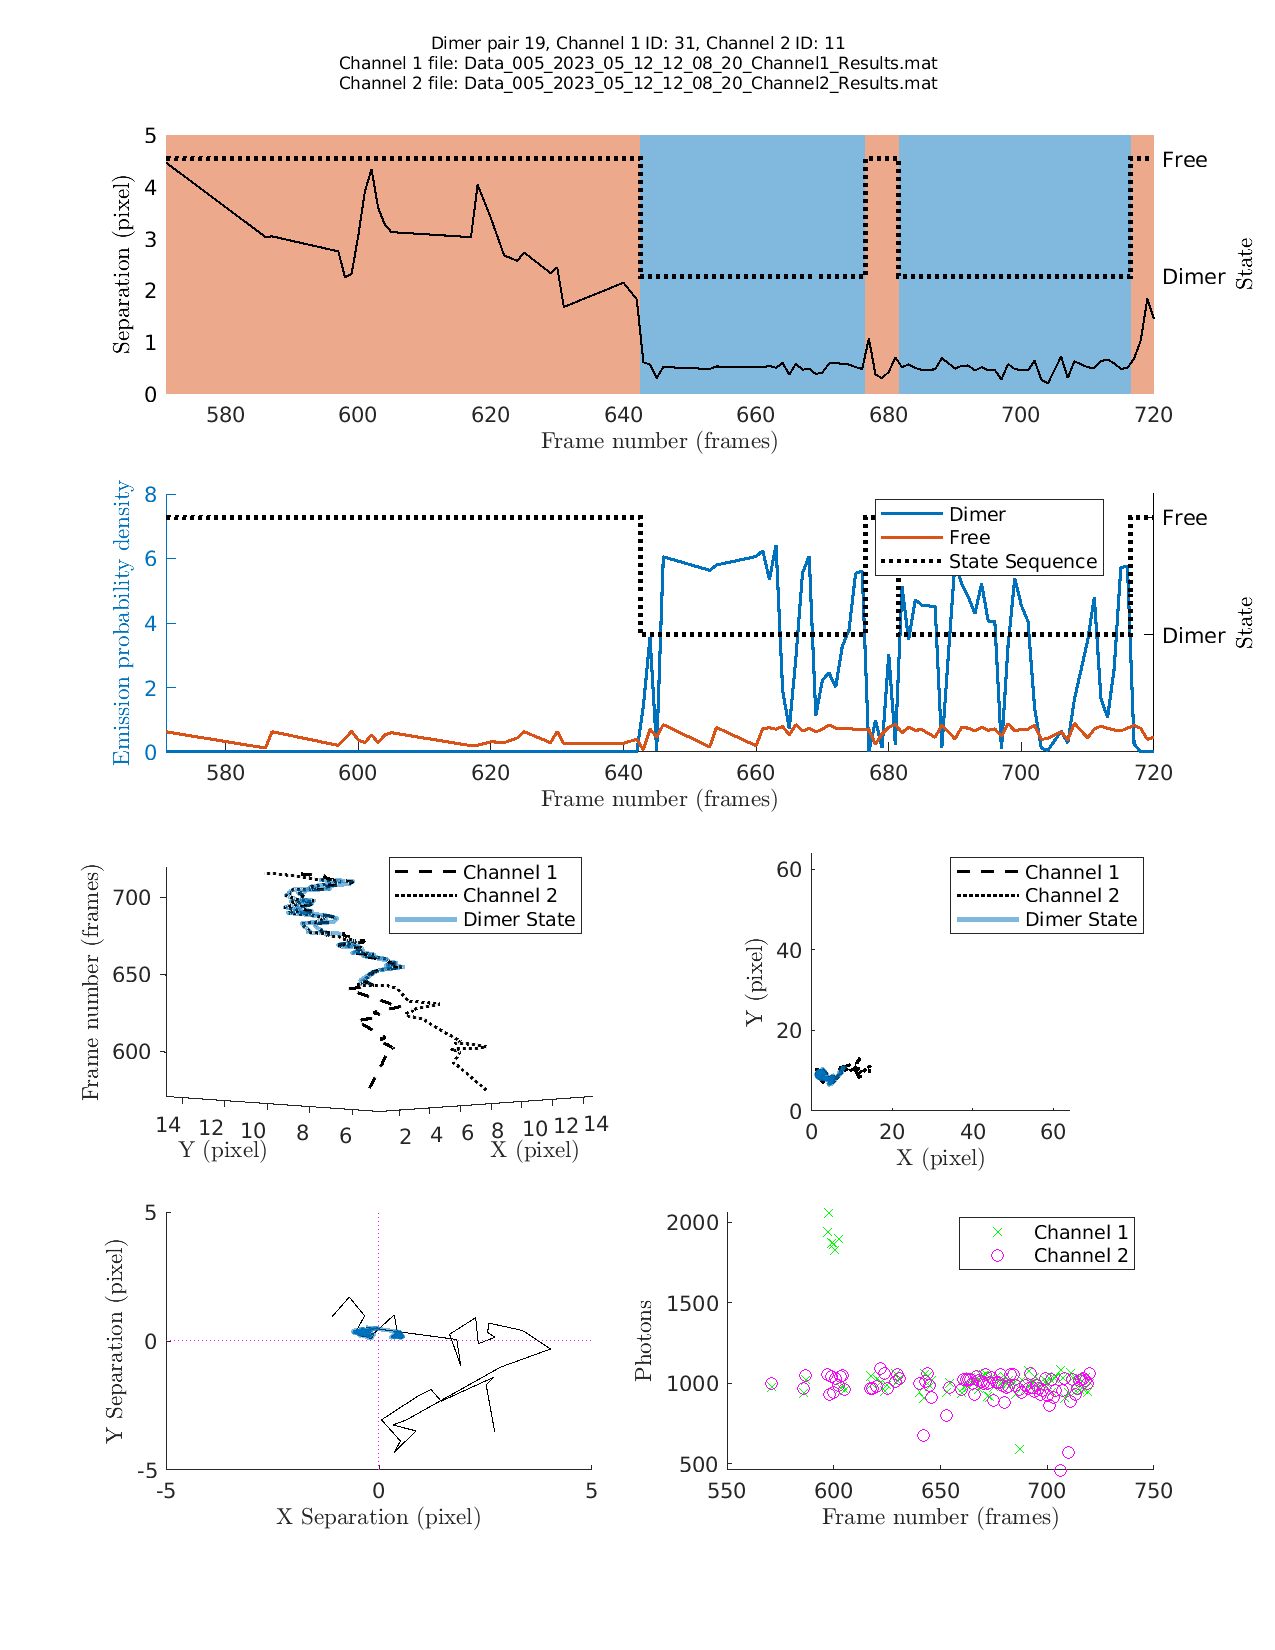 Dimer pair 19, Channel 1 ID: 31, Channel 2 ID: 11
Channel 1 file: Data_005_2023_05_12_12_08_20_Channel1_Results.mat
Channel 2 file: Data_005_2023_05_12_12_08_20_Channel2_Results.mat
5
4
3
2
1
0
Separation (pixel)
Free
Dimer
State
580 600 620 640 660 680 700 720
Frame number (frames)
8
6
4
2
0
Emission probability density
Dimer
Free
State Sequence
Free
Dimer
State
580 600 620 640 660 680 700 720
Frame number (frames)
Channel 1
Channel 2
Dimer State
700
650
600
Frame number (frames)
14 12 10 8 6
Y (pixel)
2 4 6 8 10 12 14
X (pixel)
Channel 1
Channel 2
Dimer State
60
40
20
0
Y (pixel)
0 20 40 60
X (pixel)
5
0
-5
Y Separation (pixel)
-5 0 5
X Separation (pixel)
Channel 1
Channel 2
2000
1500
1000
500
Photons
550 600 650 700 750
Frame number (frames)